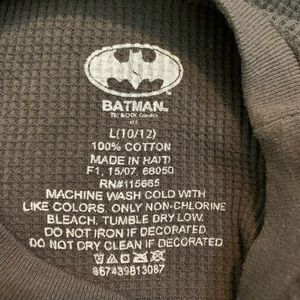 BATMAN
TM & © DC Comics
L(10/12)
100% COTTON
MADE IN HAITI
F1, 15/07, 68050
RN#115665
MACHINE WASH COLD WITH
LIKE COLORS. ONLY NON-CHLORINE
BLEACH. TUMBLE DRY LOW.
DO NOT IRON IF DECORATED.
DO NOT DRY CLEAN IF DECORATED
867439813087